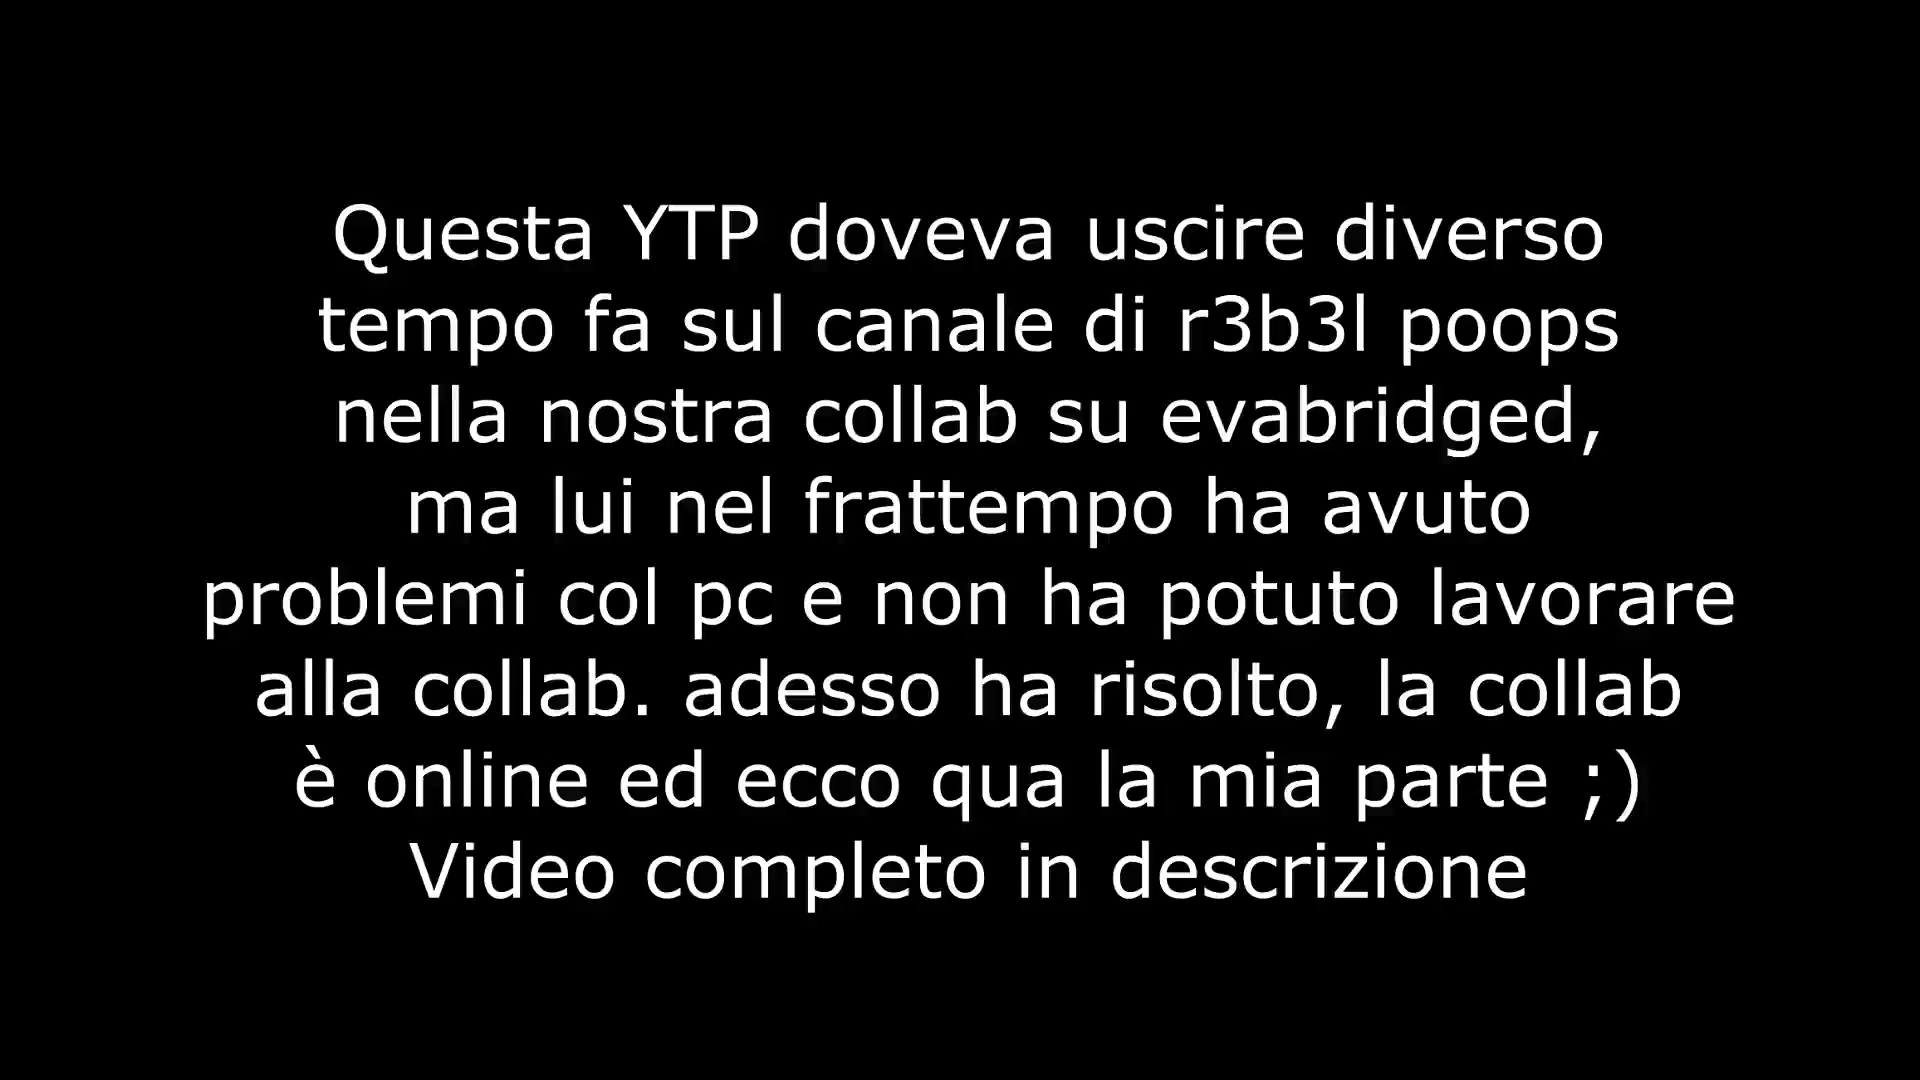 Questa YTP doveva uscire diverso
tempo fa sul canale di r3b3l poops
nella nostra collab su evabridged,
ma lui nel frattempo ha avuto
problemi col pc e non ha potuto lavorare
alla collab. adesso ha risolto, la collab
è online ed ecco qua la mia parte ;)
Video completo in descrizione